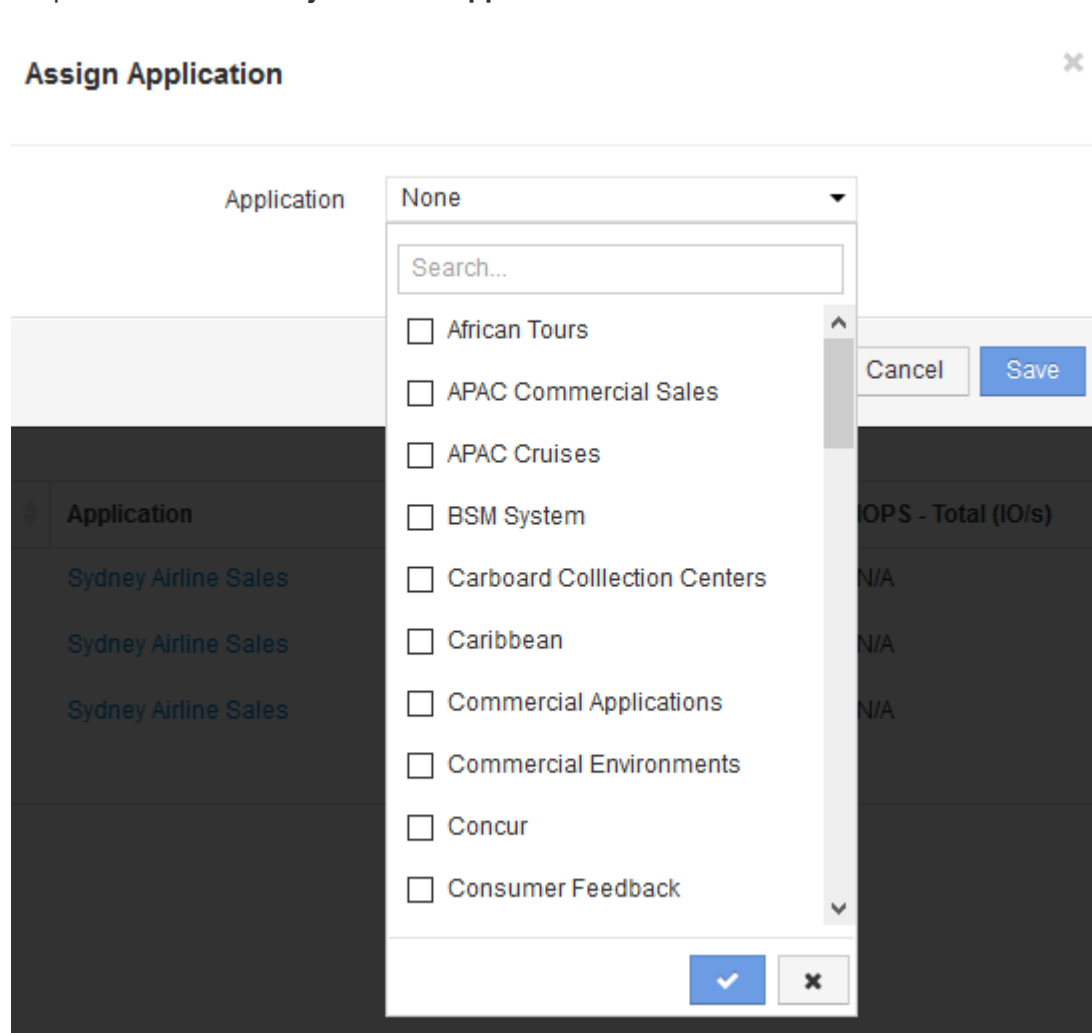 Assign Application
Application
None
Search...
African Tours
APAC Commercial Sales
APAC Cruises
BSM System
Carboard Colllection Centers
Caribbean
Commercial Applications
Commercial Environments
Concur
Consumer Feedback
Cancel
Save
Application
IOPS - Total (IO/s)
Sydney Airline Sales
N/A
Sydney Airline Sales
N/A
Sydney Airline Sales
N/A